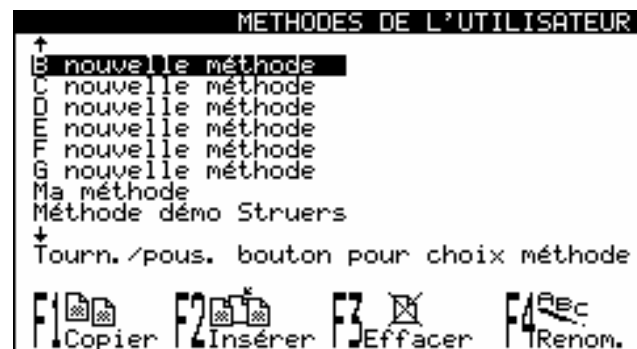 METHODES DE L'UTILISATEUR
B nouvelle méthode
C nouvelle méthode
D nouvelle méthode
E nouvelle méthode
F nouvelle méthode
G nouvelle méthode
Ma méthode
Méthode démo Struers
Tourn./pous. bouton pour choix méthode
F1 Copier F2 Insérer F3 Effacer F4 ABC Renom.